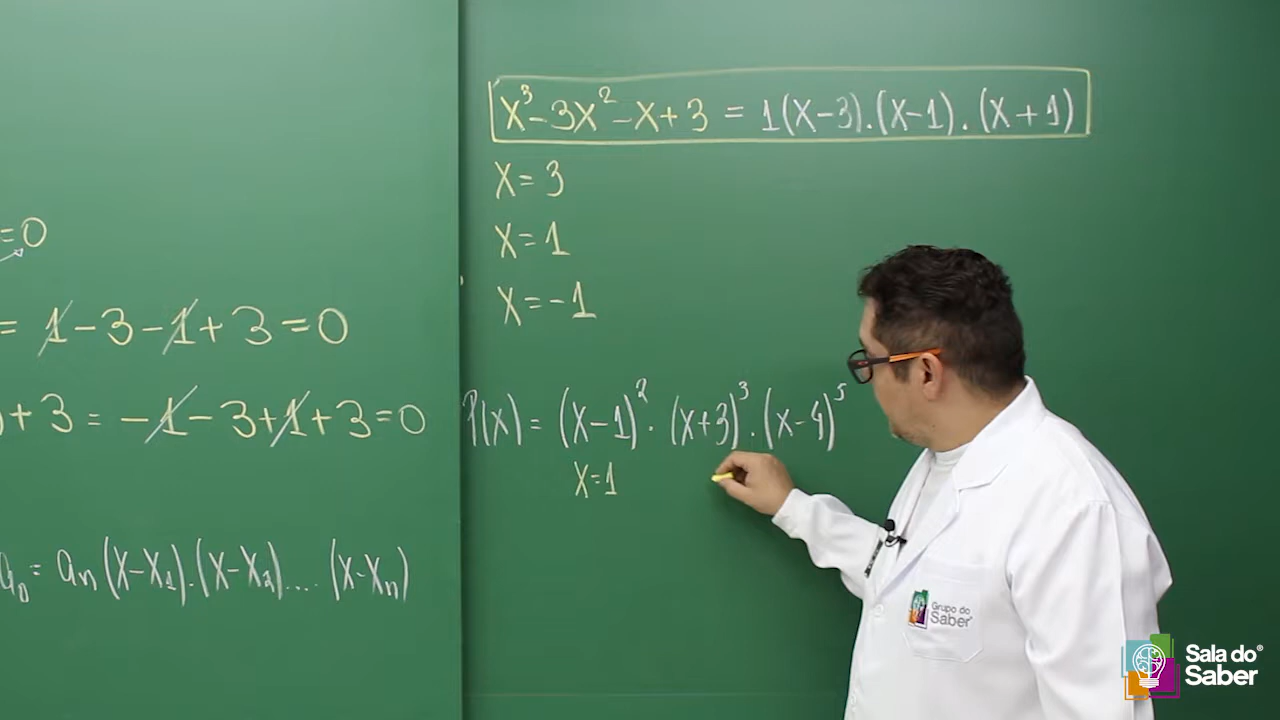 =0
= 1-3-1+3=0
)+3 = -1-3+1+3=0
a₀ = aₙ(x-x₁).(x-x₂)....(x-xₙ)
x³-3x²-x+3 = 1(x-3).(x-1).(x+1)
x=3
x=1
x=-1
P(x) = (x-1)².(x+3)³.(x-4)⁵
x=1
Grupo do
Saber
Sala do®
Saber